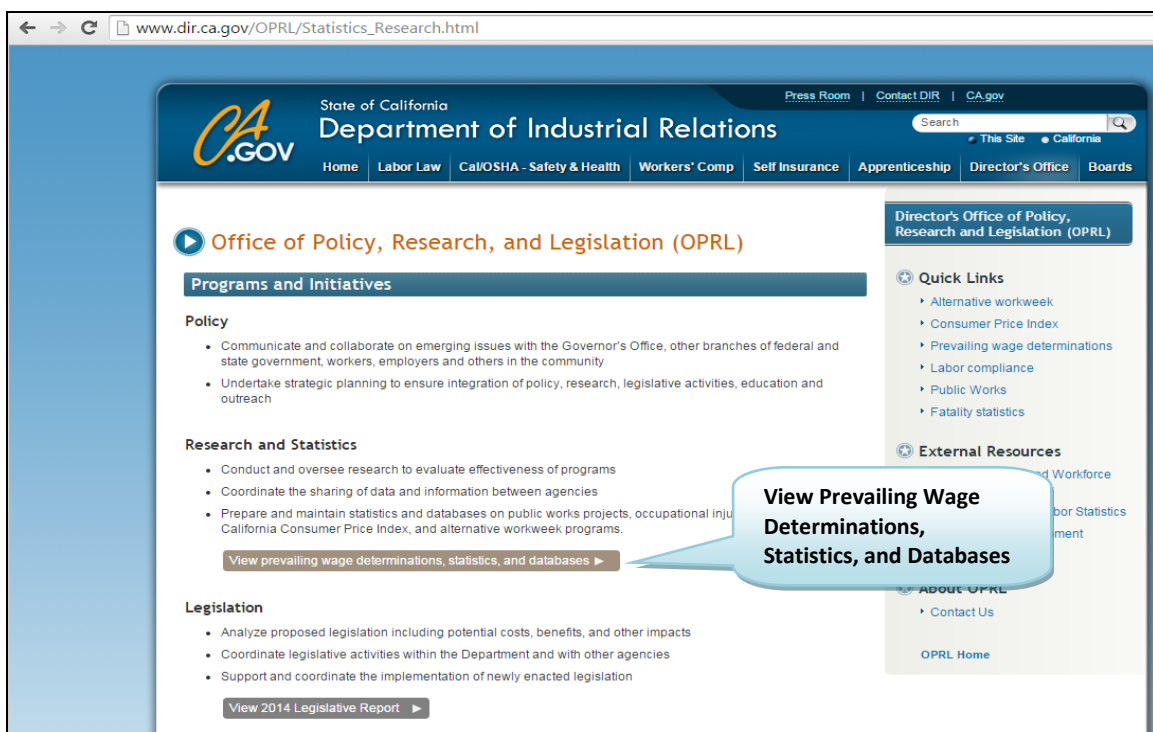 www.dir.ca.gov/OPRL/Statistics_Research.html
Press Room | Contact DIR | CA.gov
CA
.GOV
State of California
Department of Industrial Relations
Search
This Site California
Home Labor Law Cal/OSHA - Safety & Health Workers' Comp Self Insurance Apprenticeship Director's Office Boards
Office of Policy, Research, and Legislation (OPRL)
Programs and Initiatives
Policy
• Communicate and collaborate on emerging issues with the Governor's Office, other branches of federal and
state government, workers, employers and others in the community
• Undertake strategic planning to ensure integration of policy, research, legislative activities, education and
outreach
Research and Statistics
• Conduct and oversee research to evaluate effectiveness of programs
• Coordinate the sharing of data and information between agencies
• Prepare and maintain statistics and databases on public works projects, occupational inju
California Consumer Price Index, and alternative workweek programs.
View prevailing wage determinations, statistics, and databases ▶
View Prevailing Wage
Determinations,
Statistics, and Databases
Legislation
• Analyze proposed legislation including potential costs, benefits, and other impacts
• Coordinate legislative activities within the Department and with other agencies
• Support and coordinate the implementation of newly enacted legislation
View 2014 Legislative Report ▶
Director's Office of Policy,
Research and Legislation (OPRL)
Quick Links
Alternative workweek
Consumer Price Index
Prevailing wage determinations
Labor compliance
Public Works
Fatality statistics
External Resources
Workforce
Statistics
About OPRL
Contact Us
OPRL Home